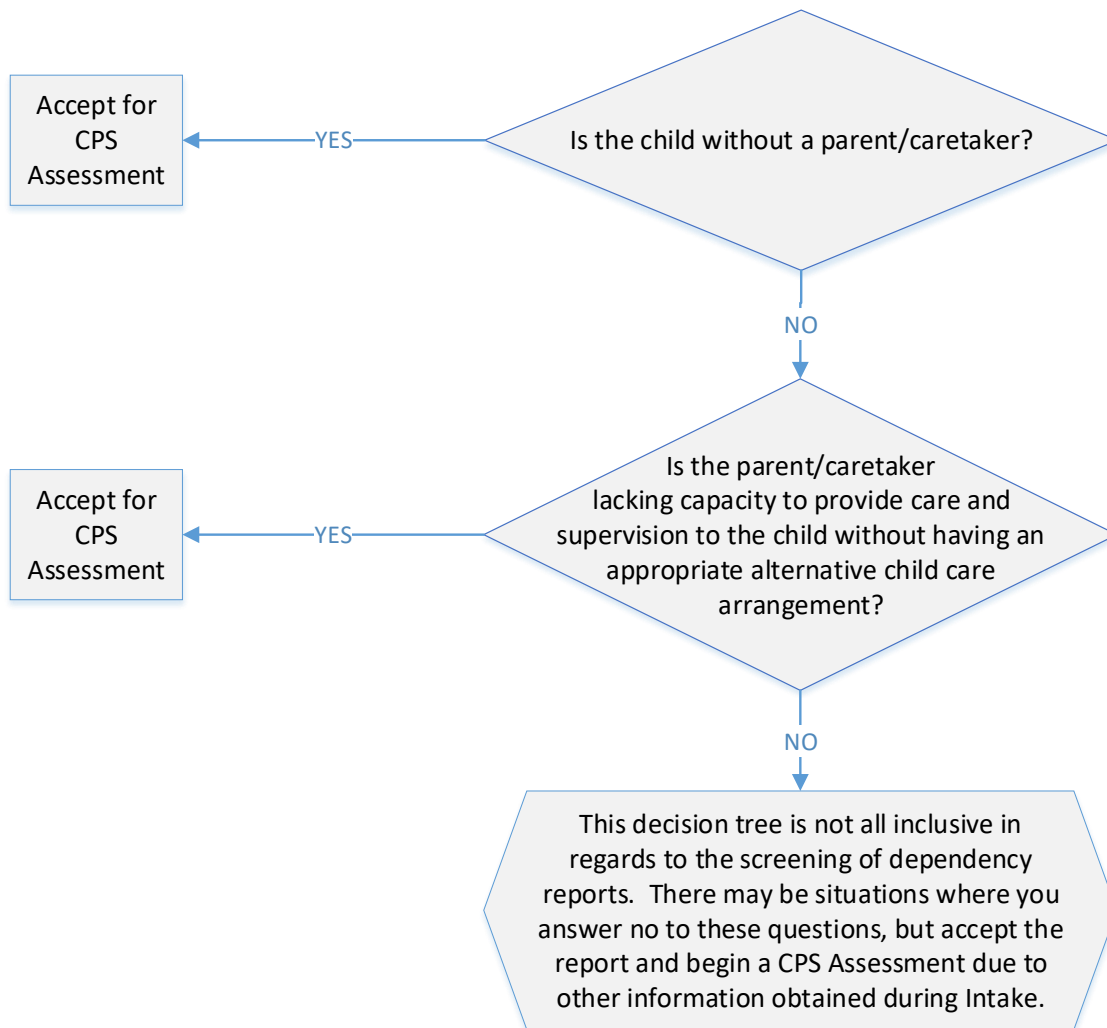 Is the child without a parent/caretaker?
YES
Accept for
CPS
Assessment
NO
Is the parent/caretaker
lacking capacity to provide care and
supervision to the child without having an
appropriate alternative child care
arrangement?
YES
Accept for
CPS
Assessment
NO
This decision tree is not all inclusive in
regards to the screening of dependency
reports.  There may be situations where you
answer no to these questions, but accept the
report and begin a CPS Assessment due to
other information obtained during Intake.